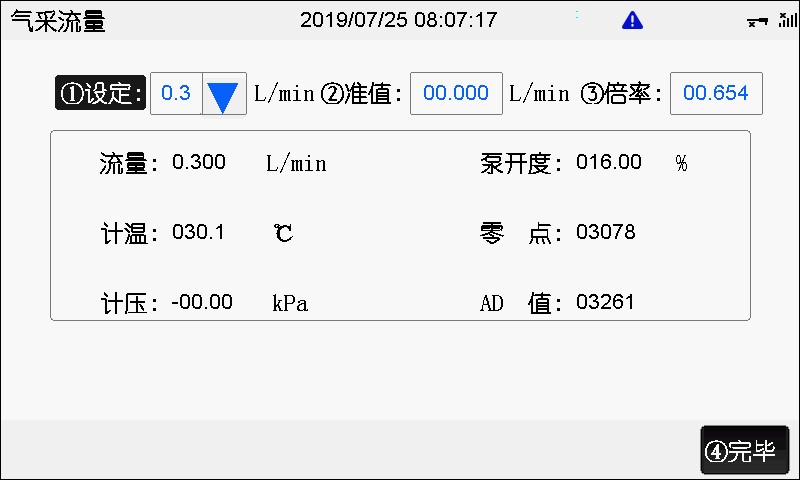 气采流量 2019/07/25 08:07:17
①设定: 0.3 L/min ②准值: 00.000 L/min ③倍率: 00.654
流量: 0.300 L/min 泵开度: 016.00 %
计温: 030.1 ℃ 零 点: 03078
计压: -00.00 kPa AD 值: 03261
④完毕